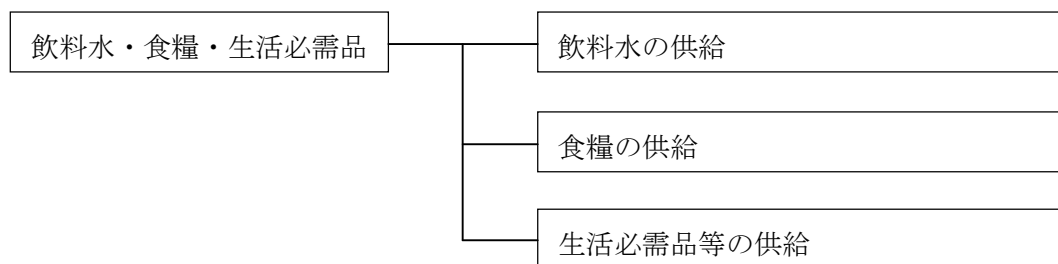 飲料水・食糧・生活必需品
飲料水の供給
食糧の供給
生活必需品等の供給